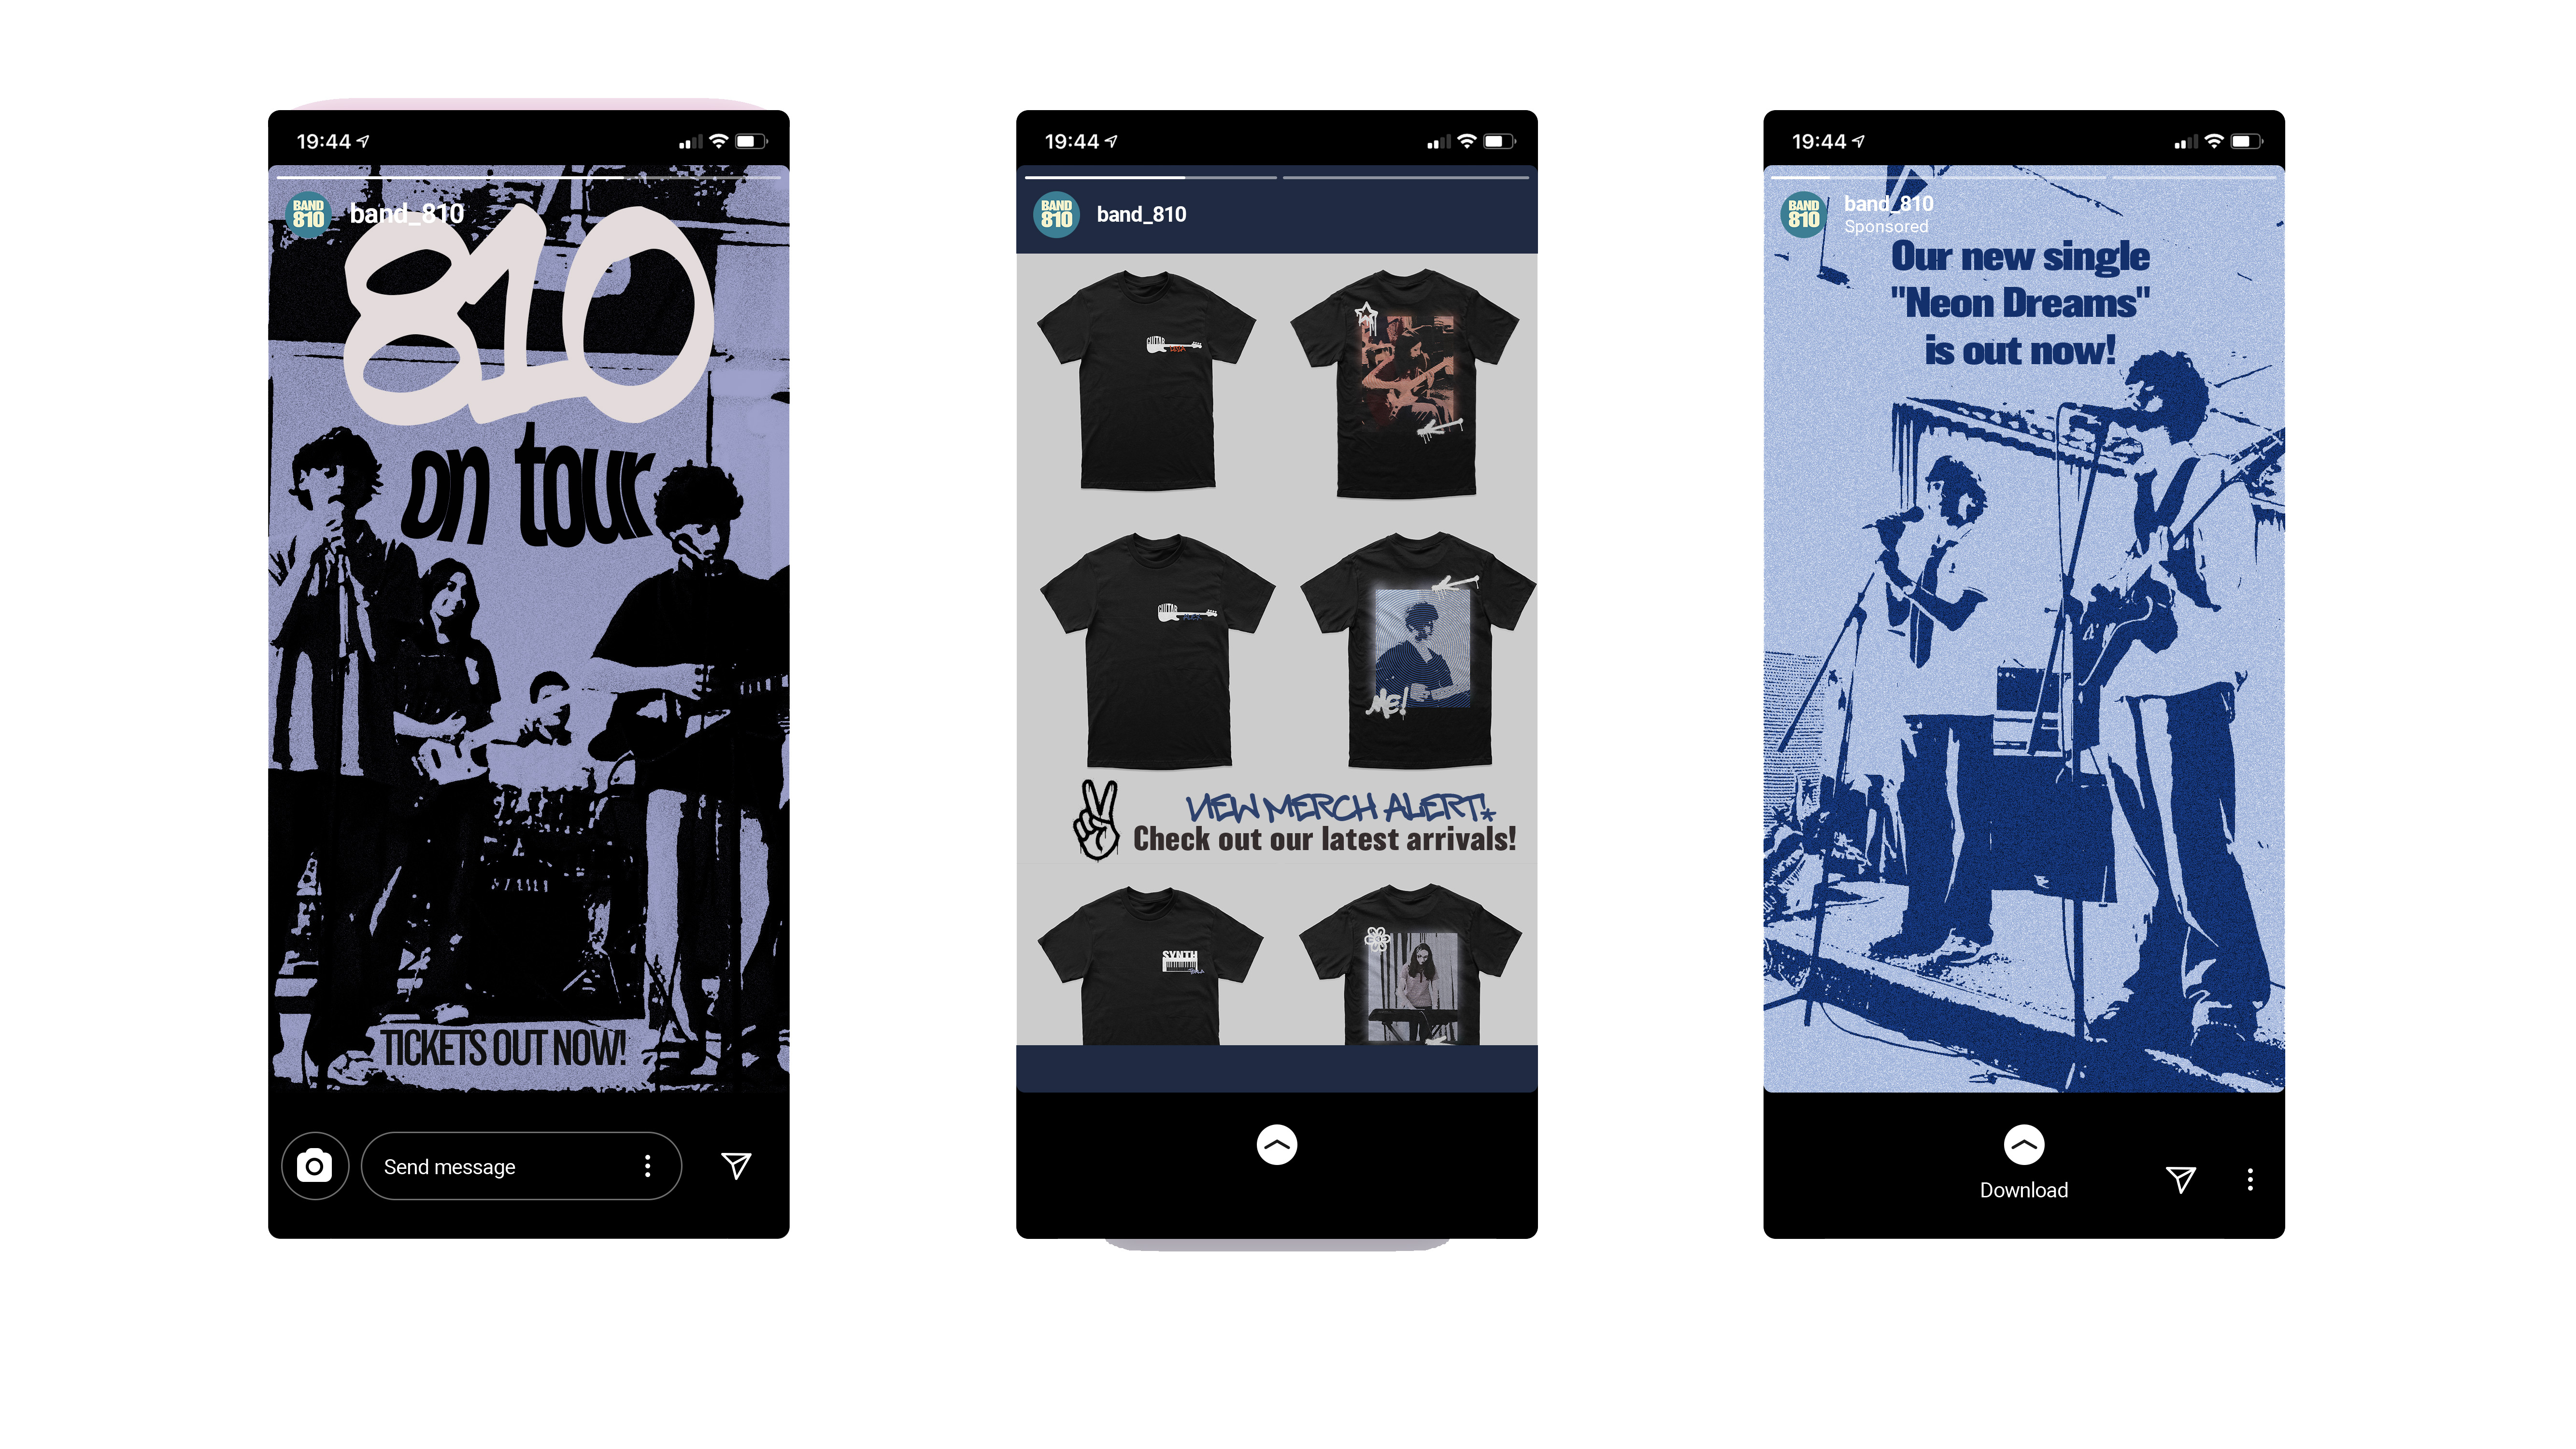 19:44
BAND
810
band_810
810
on tour
TICKETS OUT NOW!
Send message
19:44
BAND
810
band_810
GUITAR
GUITAR
ALEX
ME!
NEW MERCH ALERT!
Check out our latest arrivals!
SYNTH
19:44
BAND
810
band_810
Sponsored
Our new single
"Neon Dreams"
is out now!
Download